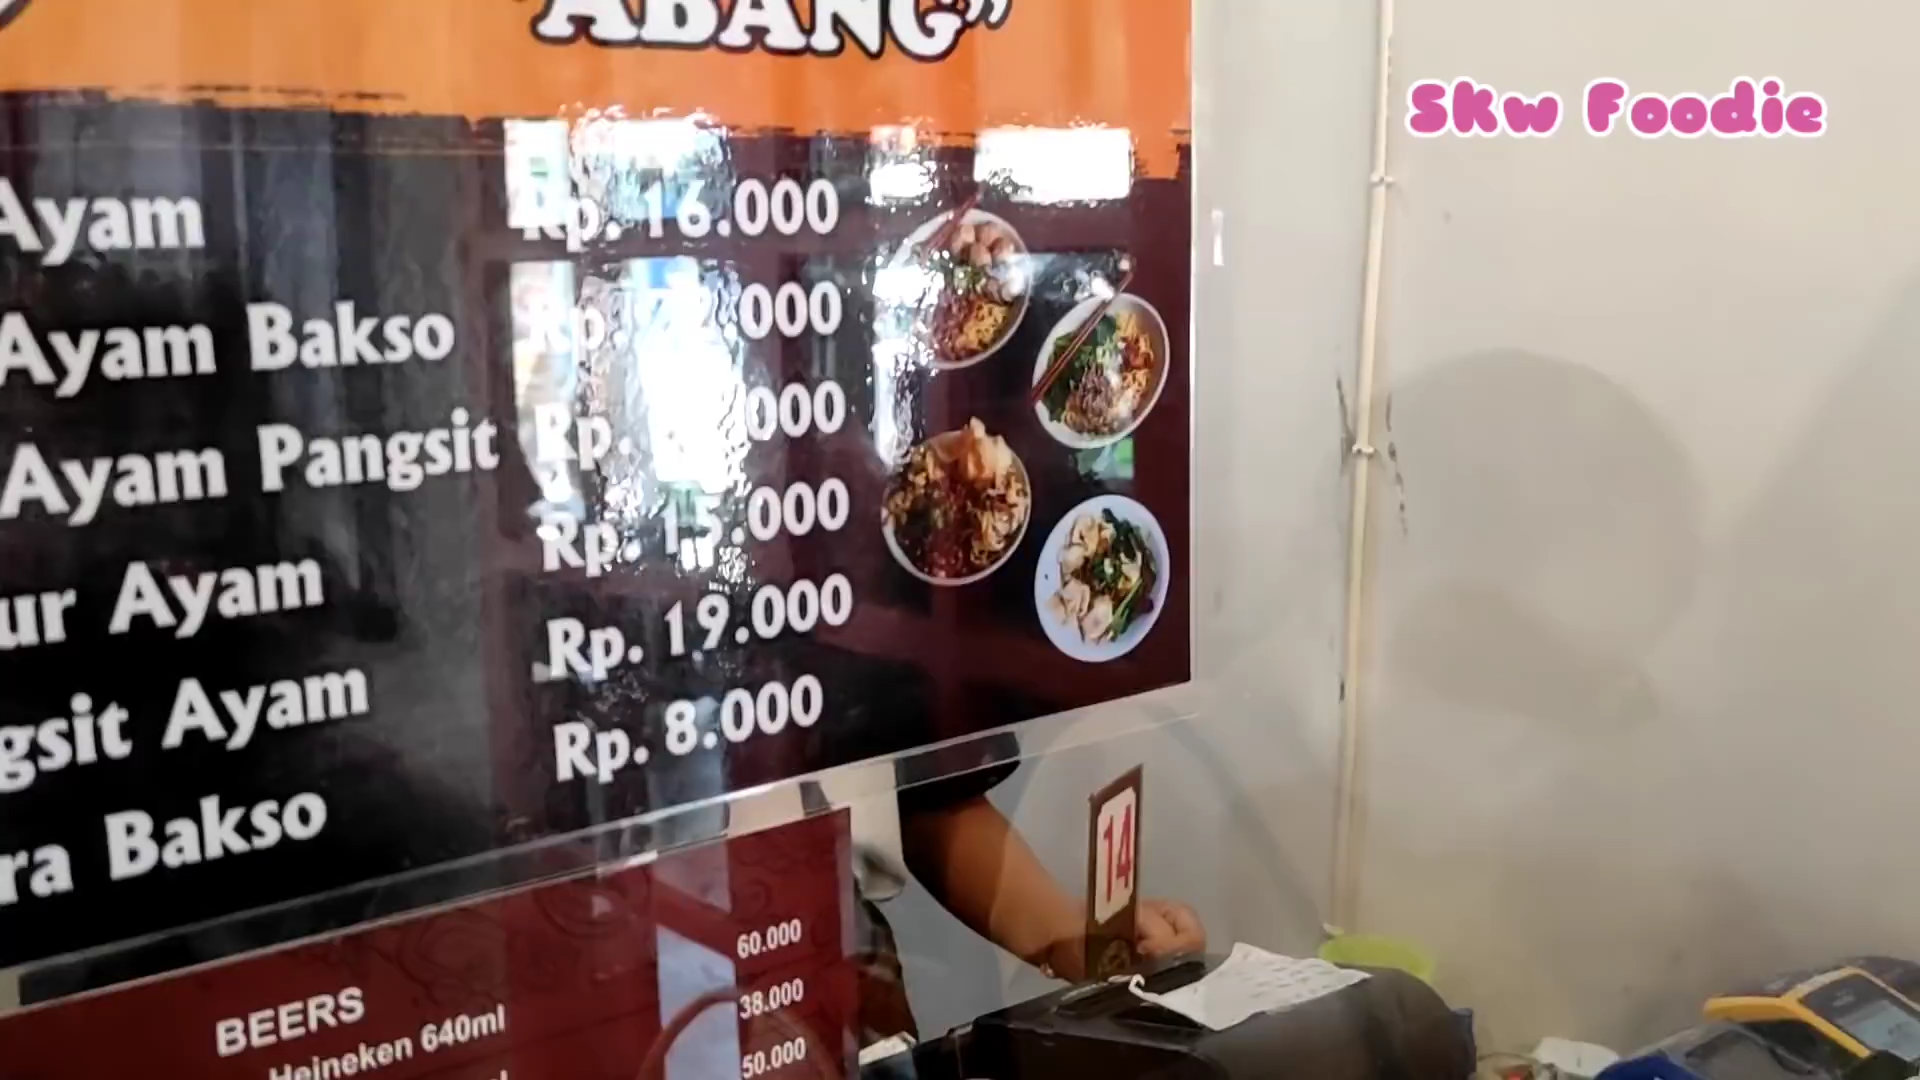 "ABANG"
Skw Foodie
Ayam Rp. 16.000
Ayam Bakso Rp. 000
Ayam Pangsit Rp. 000
ur Ayam Rp. 15.000
gsit Ayam Rp. 19.000
ra Bakso Rp. 8.000
14
BEERS
Heineken 640ml 60.000
38.000
50.000